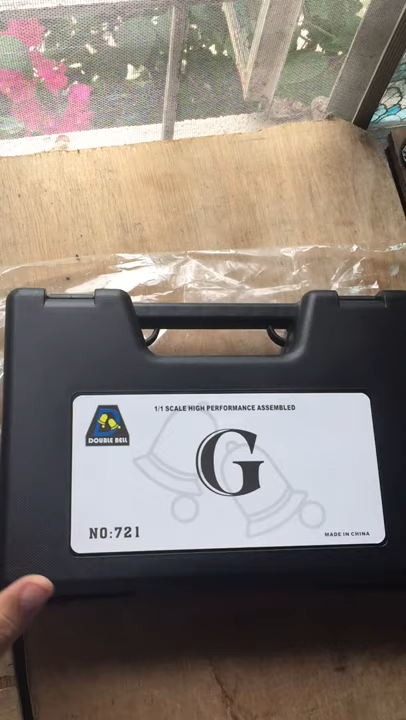 1/1 SCALE HIGH PERFORMANCE ASSEMBLED
DOUBLE BELL
G
NO:721
MADE IN CHINA